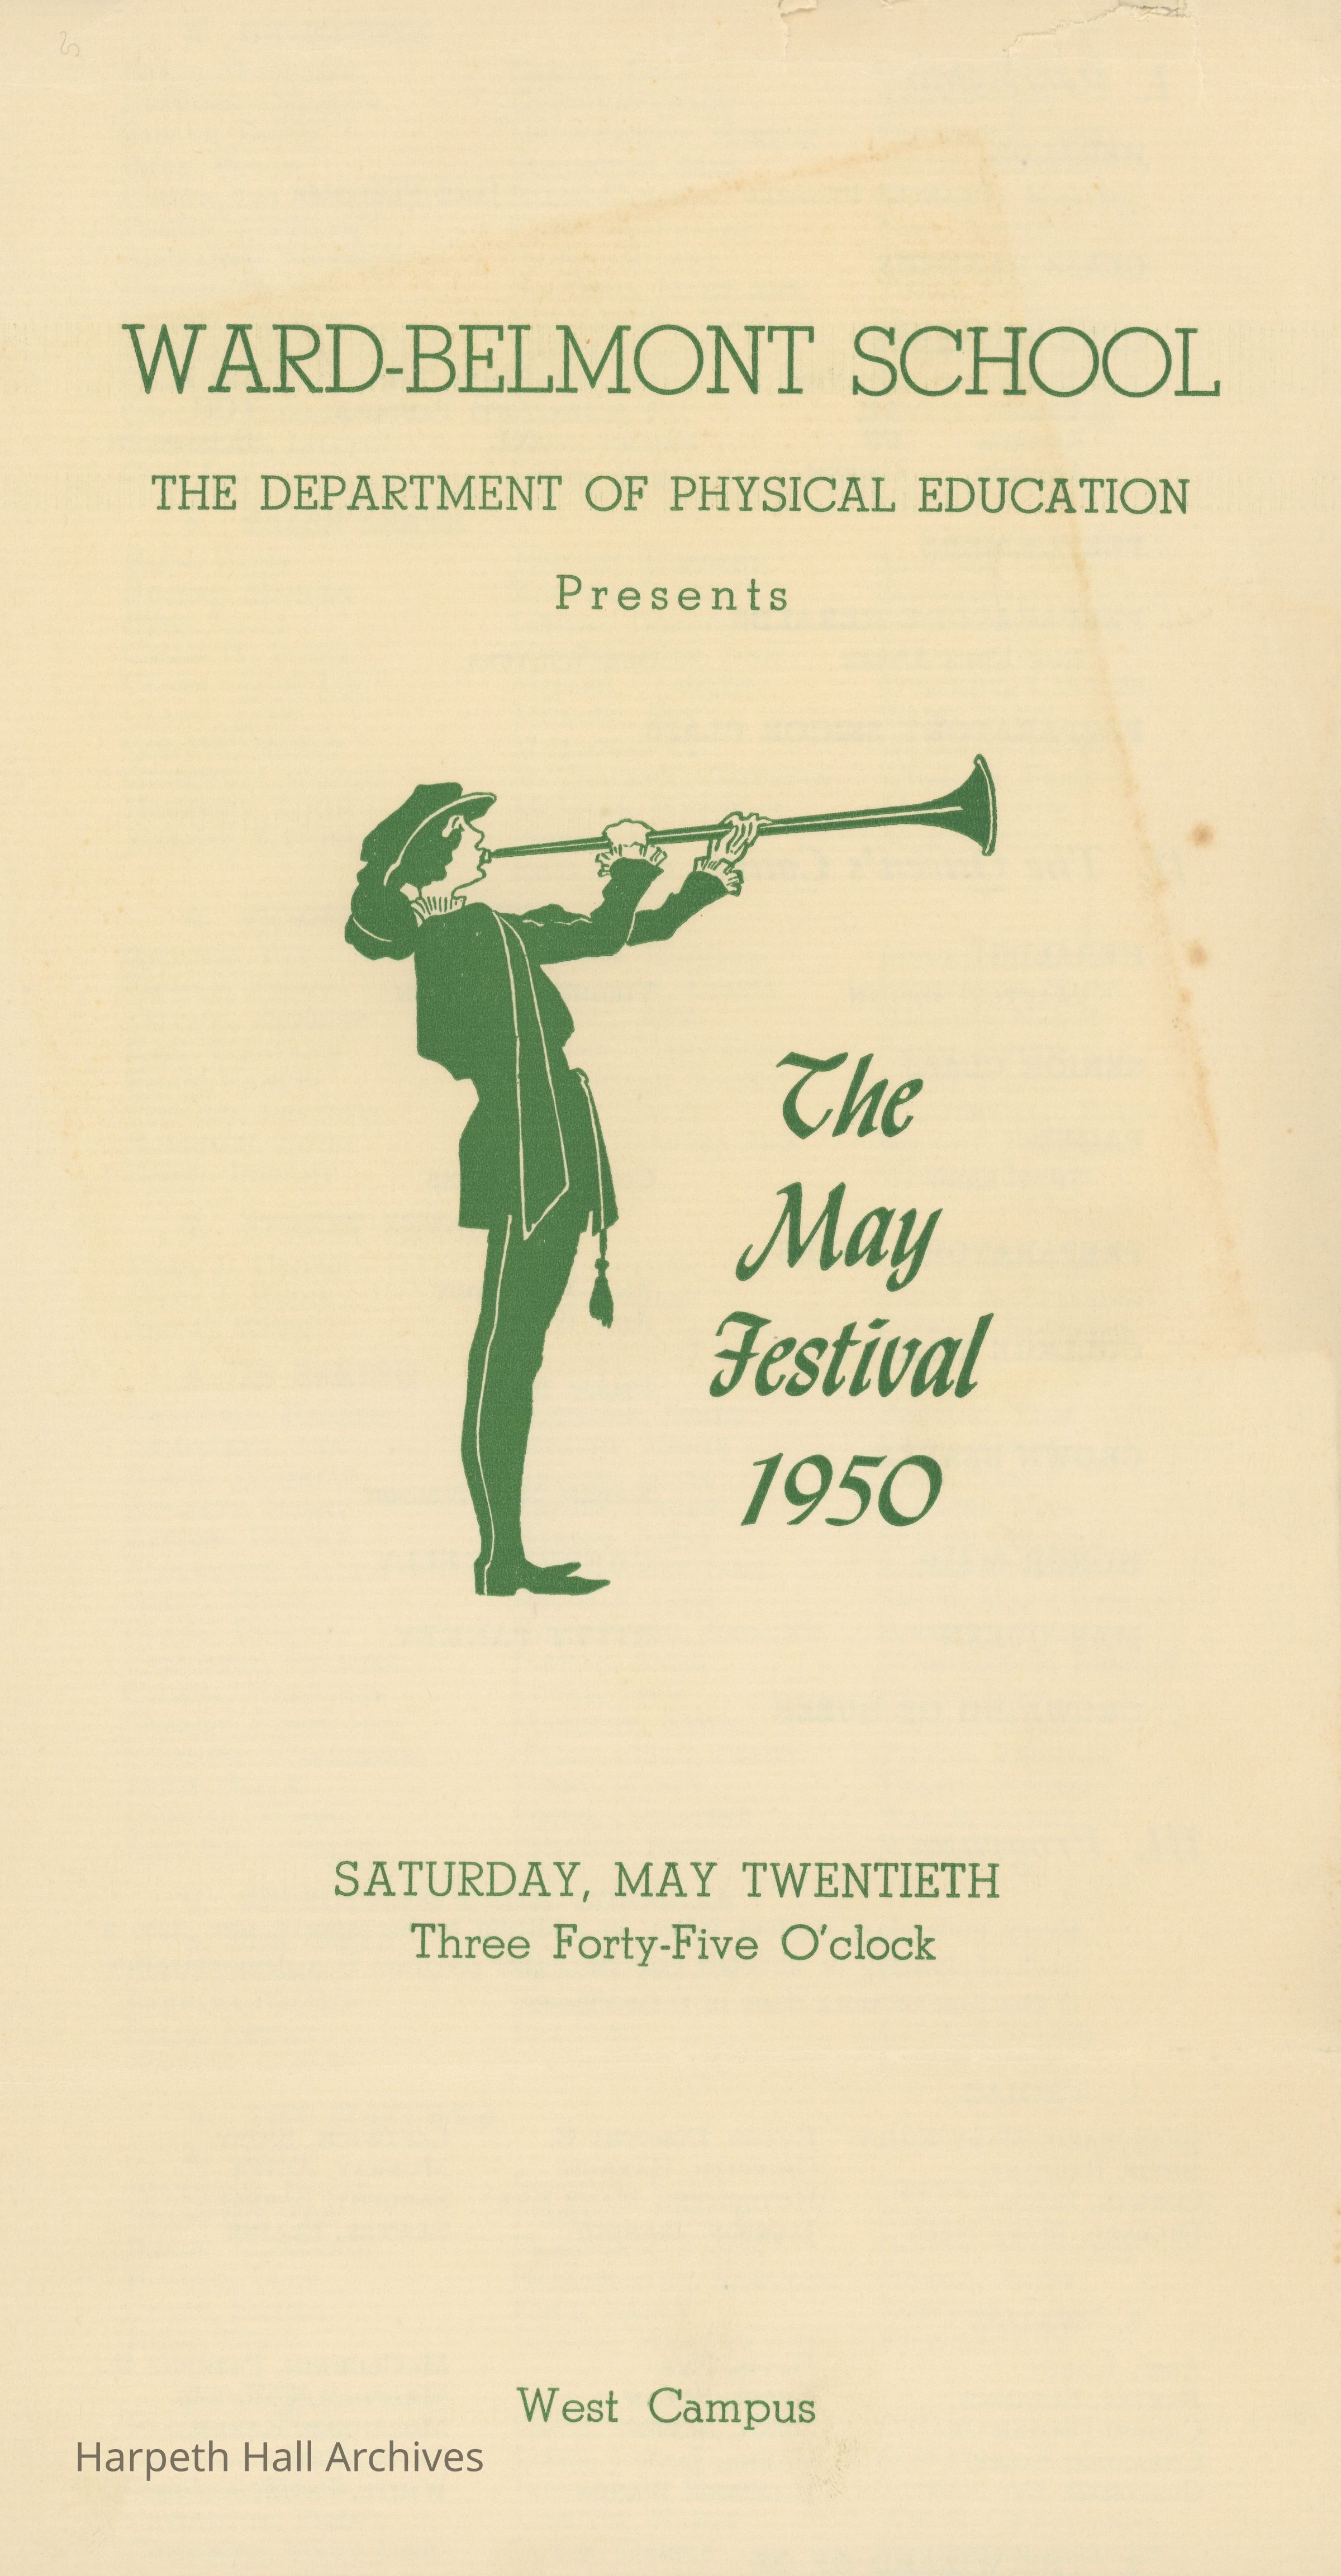 WARD-BELMONT SCHOOL
THE DEPARTMENT OF PHYSICAL EDUCATION
Presents
The
May
Festival
1950
SATURDAY, MAY TWENTIETH
Three Forty-Five O'clock
West Campus
Harpeth Hall Archives